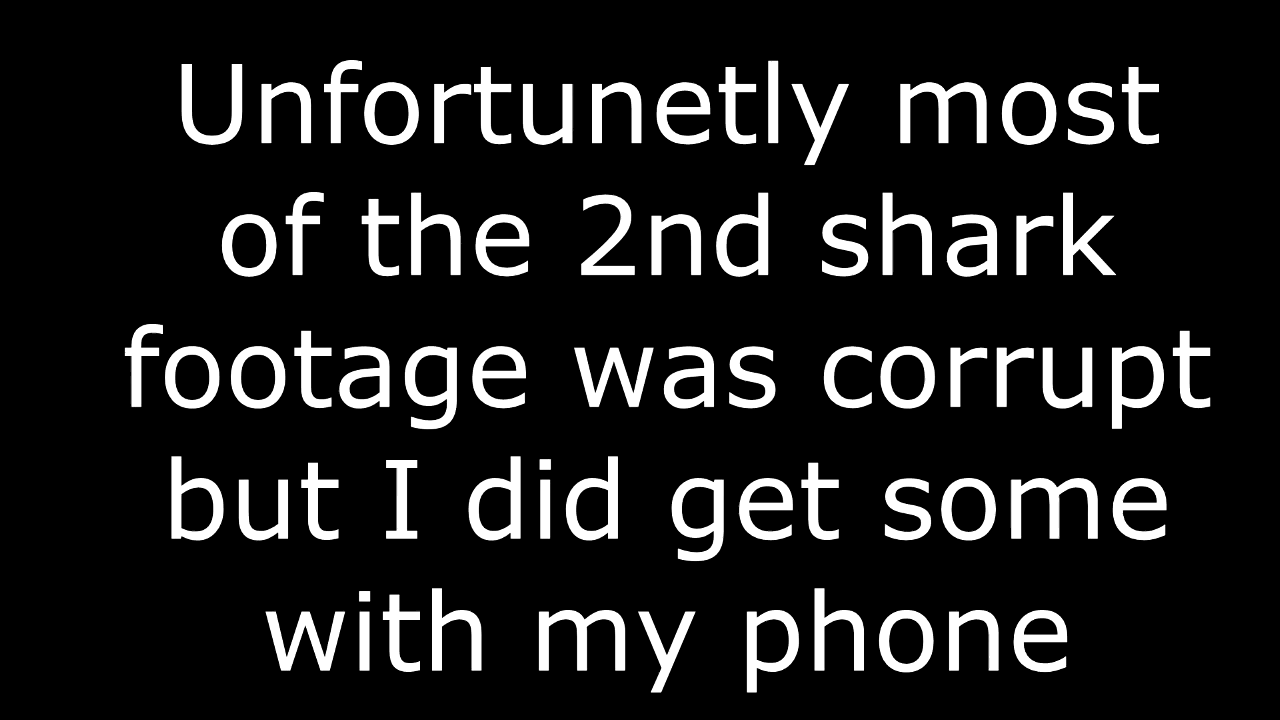 Unfortunetly most
of the 2nd shark
footage was corrupt
but I did get some
with my phone